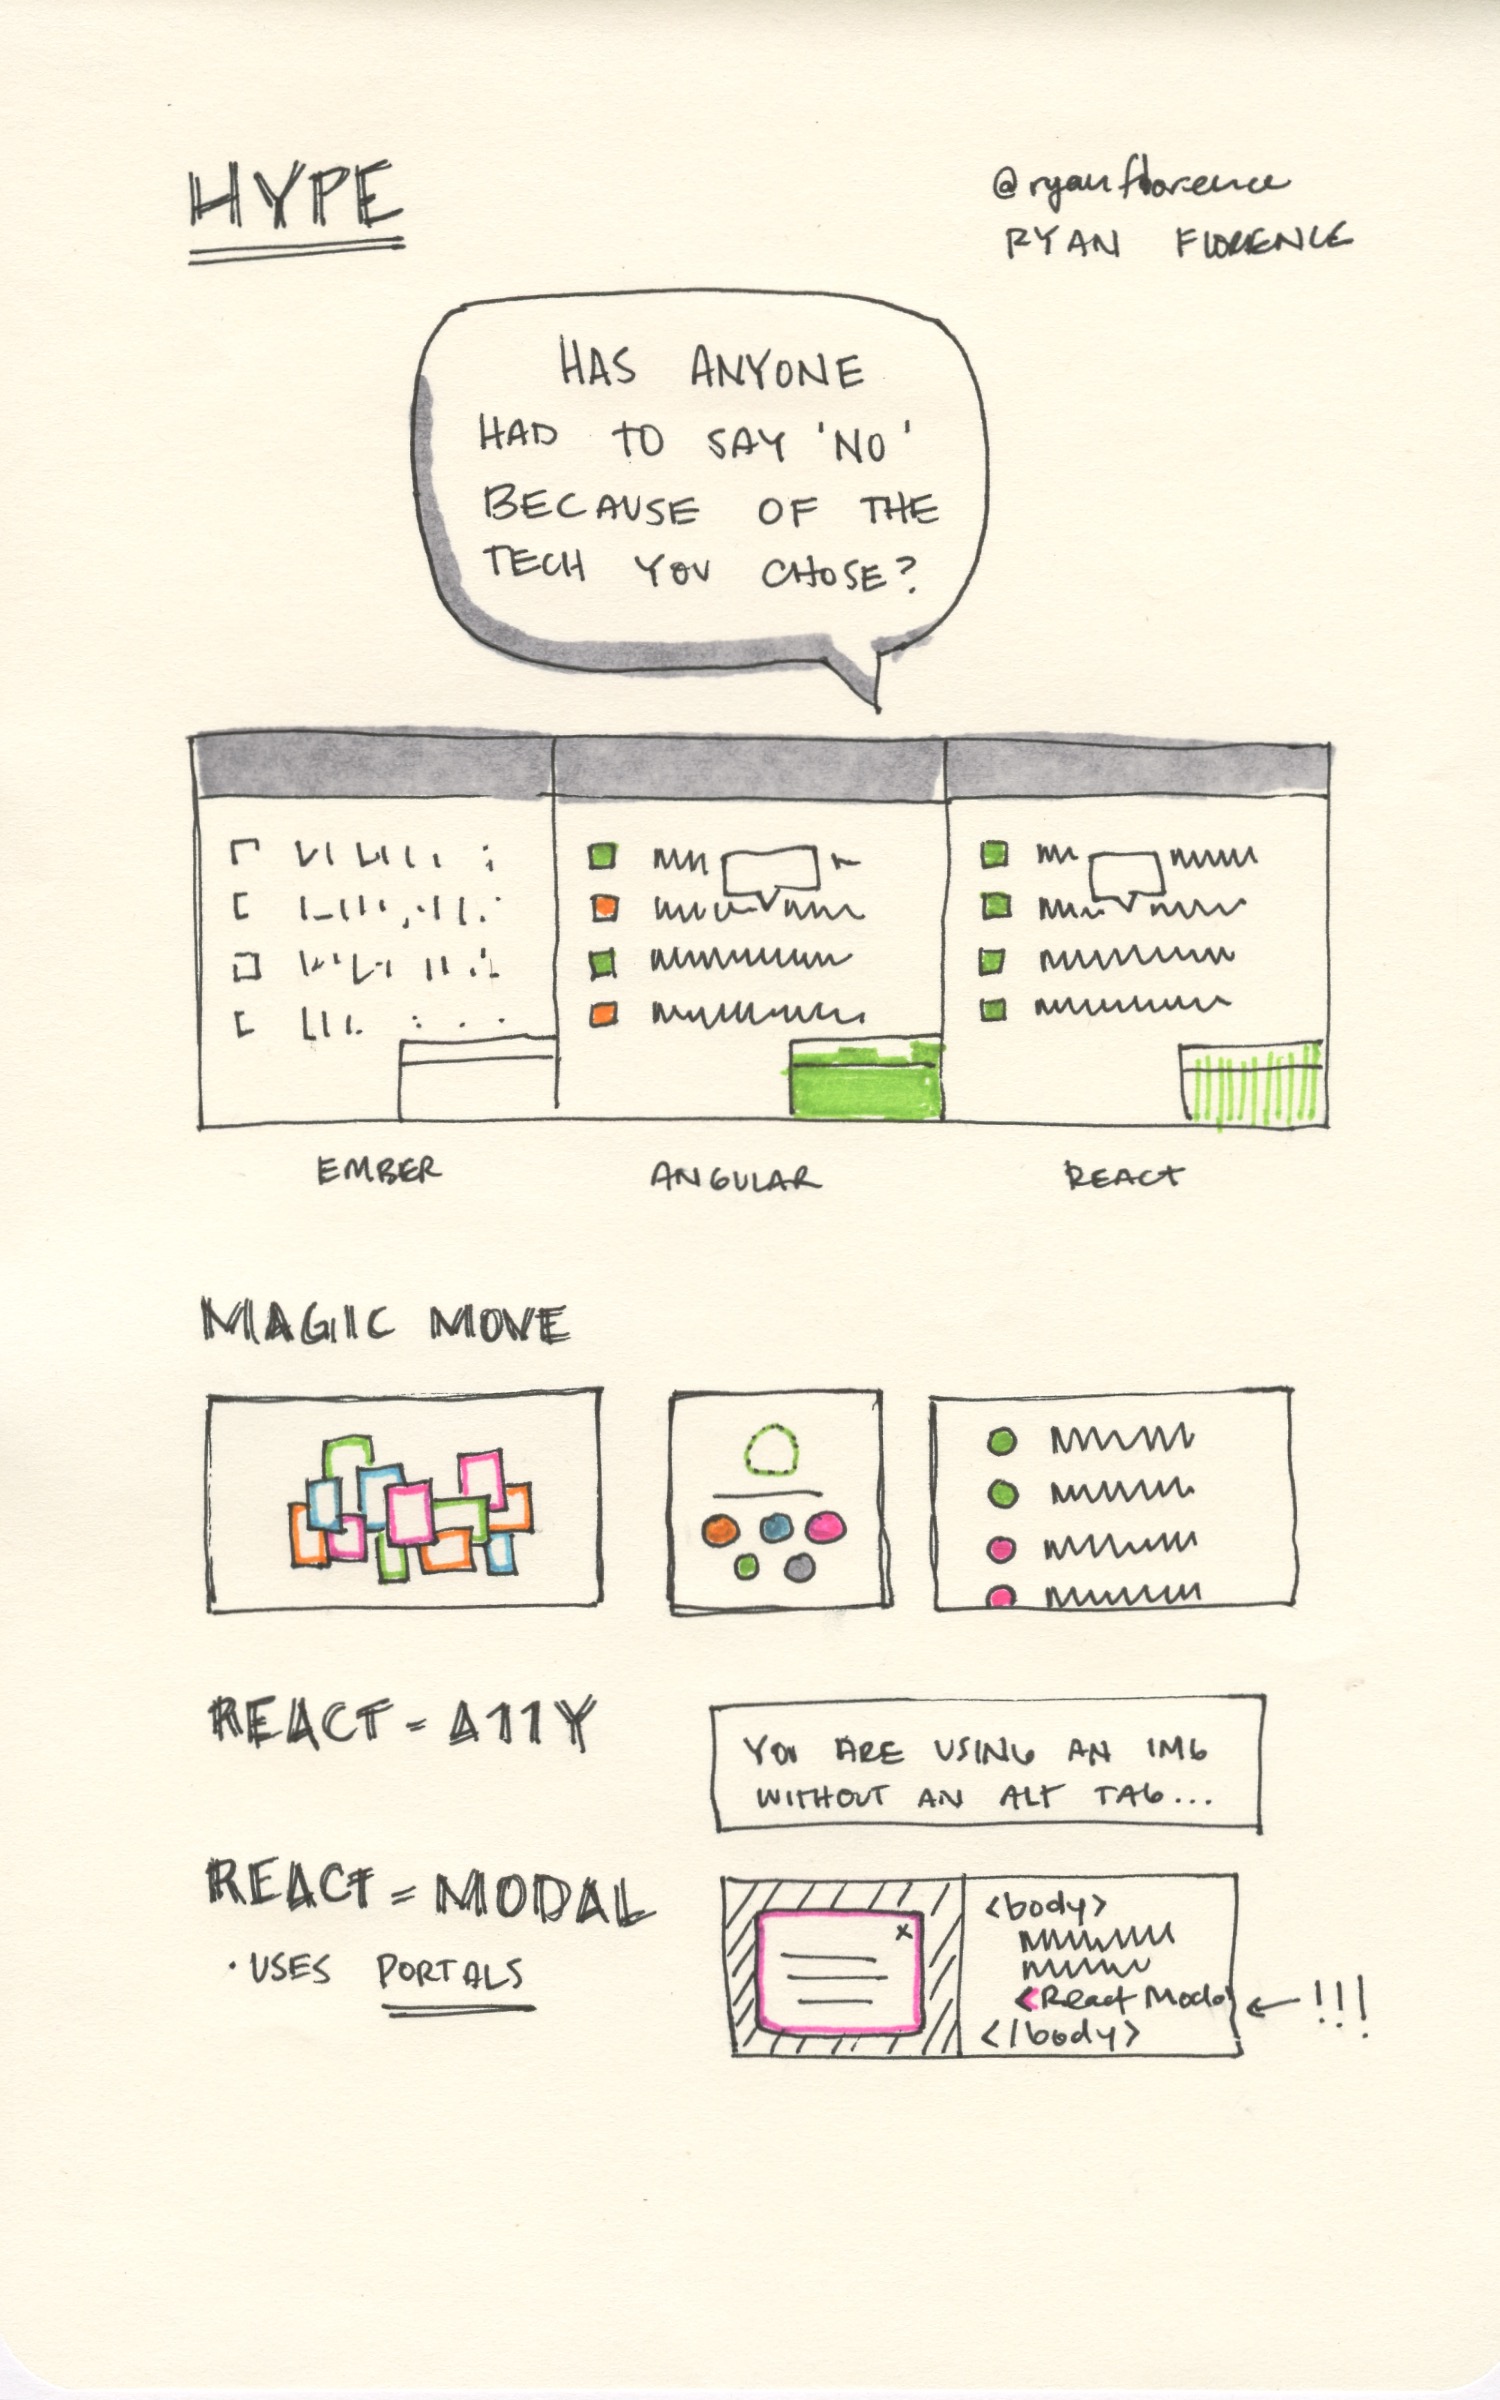 HYPE
@ryanflorence
RYAN FLORENCE
HAS ANYONE
HAD TO SAY 'NO'
BECAUSE OF THE
TECH YOU CHOSE?
EMBER
ANGULAR
REACT
MAGIC MOVE
REACT-A11Y
YOU ARE USING AN IMG
WITHOUT AN ALT TAG...
REACT=MODAL
• USES PORTALS
x
<body>
<React Modal
</body>
!!!